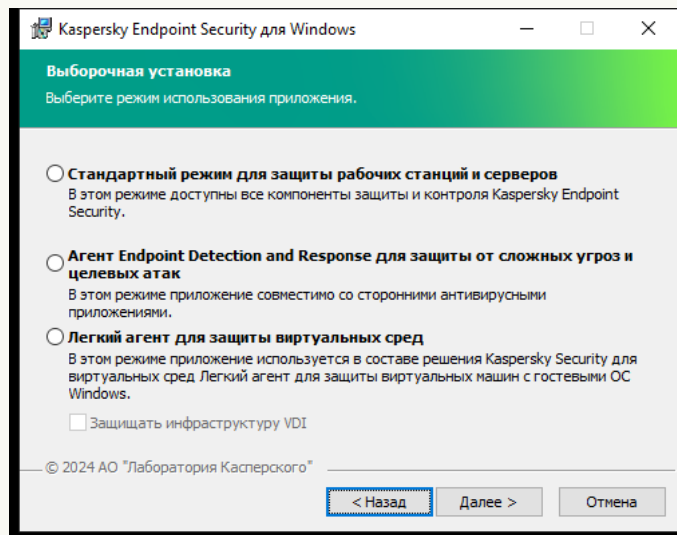 Kaspersky Endpoint Security для Windows
Выборочная установка
Выберите режим использования приложения.
Стандартный режим для защиты рабочих станций и серверов
В этом режиме доступны все компоненты защиты и контроля Kaspersky Endpoint
Security.
Агент Endpoint Detection and Response для защиты от сложных угроз и
целевых атак
В этом режиме приложение совместимо со сторонними антивирусными
приложениями.
Легкий агент для защиты виртуальных сред
В этом режиме приложение используется в составе решения Kaspersky Security для
виртуальных сред Легкий агент для защиты виртуальных машин с гостевыми ОС
Windows.
Защищать инфраструктуру VDI
© 2024 АО "Лаборатория Касперского"
< Назад Далее > Отмена